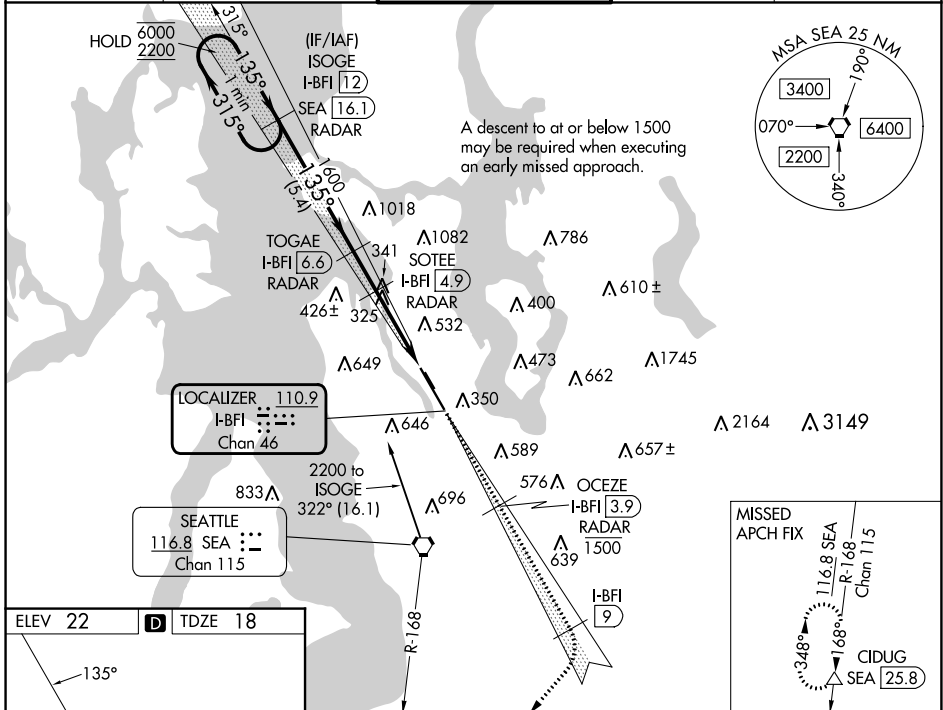 HOLD 6000
2200
315°
135°
1 min
315°
(IF/IAF)
ISOGE
I-BFI 12
SEA 16.1
RADAR
1600
135°
(5.4)
A descent to at or below 1500
may be required when executing
an early missed approach.
MSA SEA 25 NM
190°
3400
070°
6400
2200
340°
1018
TOGAE
I-BFI 6.6
RADAR
341
1082
SOTEE
I-BFI 4.9
RADAR
786
426±
325
532
400
610±
649
473
662
1745
LOCALIZER 110.9
I-BFI
Chan 46
350
646
589
657±
2164
3149
2200 to
ISOGE
322° (16.1)
833
696
576
OCEZE
I-BFI 3.9
RADAR
1500
639
SEATTLE
116.8 SEA
Chan 115
R-168
I-BFI
9
MISSED
APCH FIX
116.8 SEA
R-168
Chan 115
348°
168°
CIDUG
SEA 25.8
ELEV 22 D TDZE 18
135°